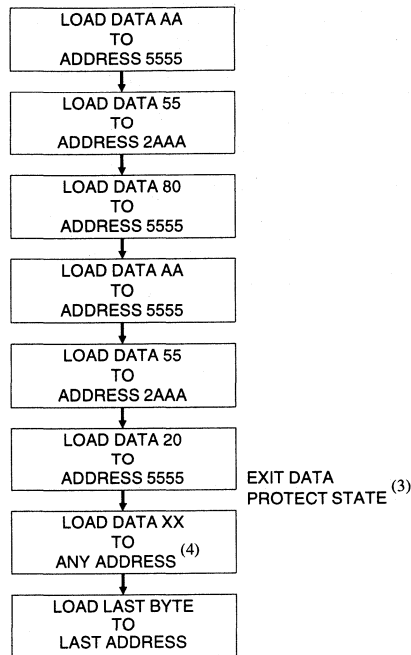 LOAD DATA AA
TO
ADDRESS 5555
LOAD DATA 55
TO
ADDRESS 2AAA
LOAD DATA 80
TO
ADDRESS 5555
LOAD DATA AA
TO
ADDRESS 5555
LOAD DATA 55
TO
ADDRESS 2AAA
LOAD DATA 20
TO
ADDRESS 5555
EXIT DATA
PROTECT STATE (3)
LOAD DATA XX
TO
ANY ADDRESS (4)
LOAD LAST BYTE
TO
LAST ADDRESS